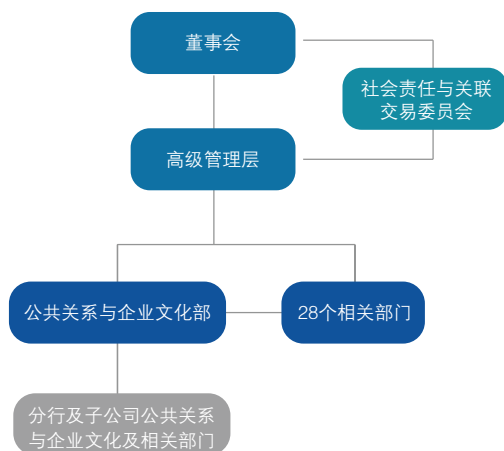 董事会
社会责任与关联
交易委员会
高级管理层
公共关系与企业文化部
28个相关部门
分行及子公司公共关系
与企业文化及相关部门